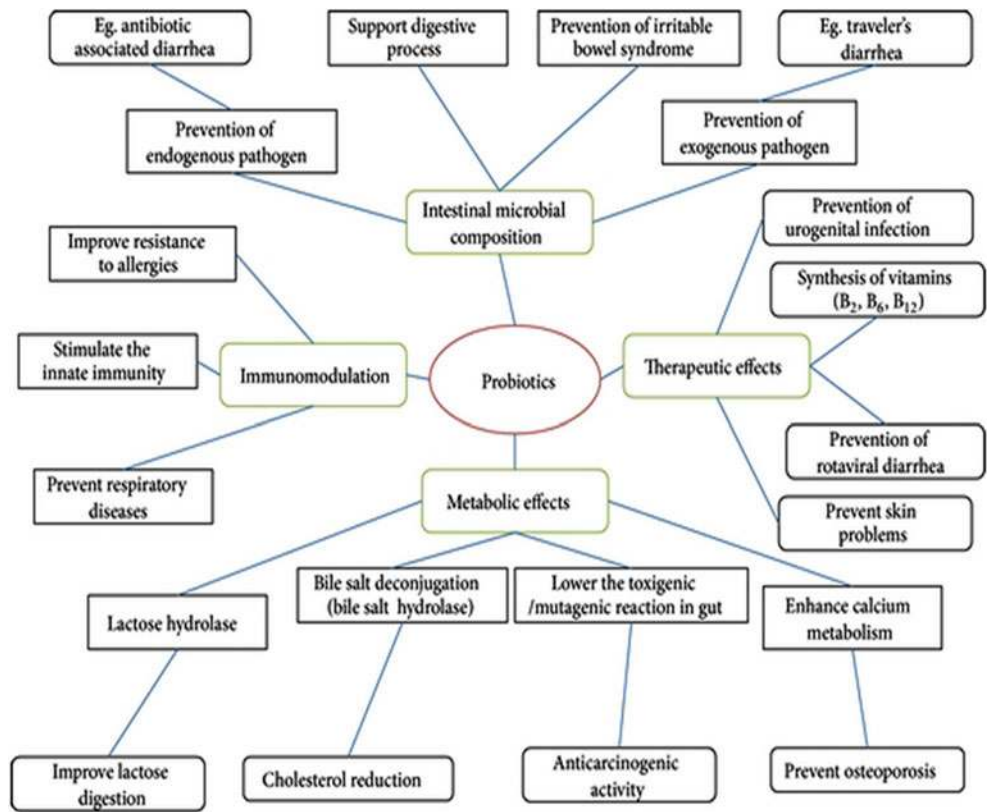 Eg. antibiotic
associated diarrhea
Support digestive
process
Prevention of irritable
bowel syndrome
Eg. traveler's
diarrhea
Prevention of
endogenous pathogen
Prevention of
exogenous pathogen
Intestinal microbial
composition
Prevention of
urogenital infection
Improve resistance
to allergies
Synthesis of vitamins
(B₂, B₆, B₁₂)
Stimulate the
innate immunity
Immunomodulation
Probiotics
Therapeutic effects
Prevention of
rotaviral diarrhea
Prevent respiratory
diseases
Metabolic effects
Prevent skin
problems
Lactose hydrolase
Bile salt deconjugation
(bile salt hydrolase)
Lower the toxigenic
/mutagenic reaction in gut
Enhance calcium
metabolism
Improve lactose
digestion
Cholesterol reduction
Anticarcinogenic
activity
Prevent osteoporosis